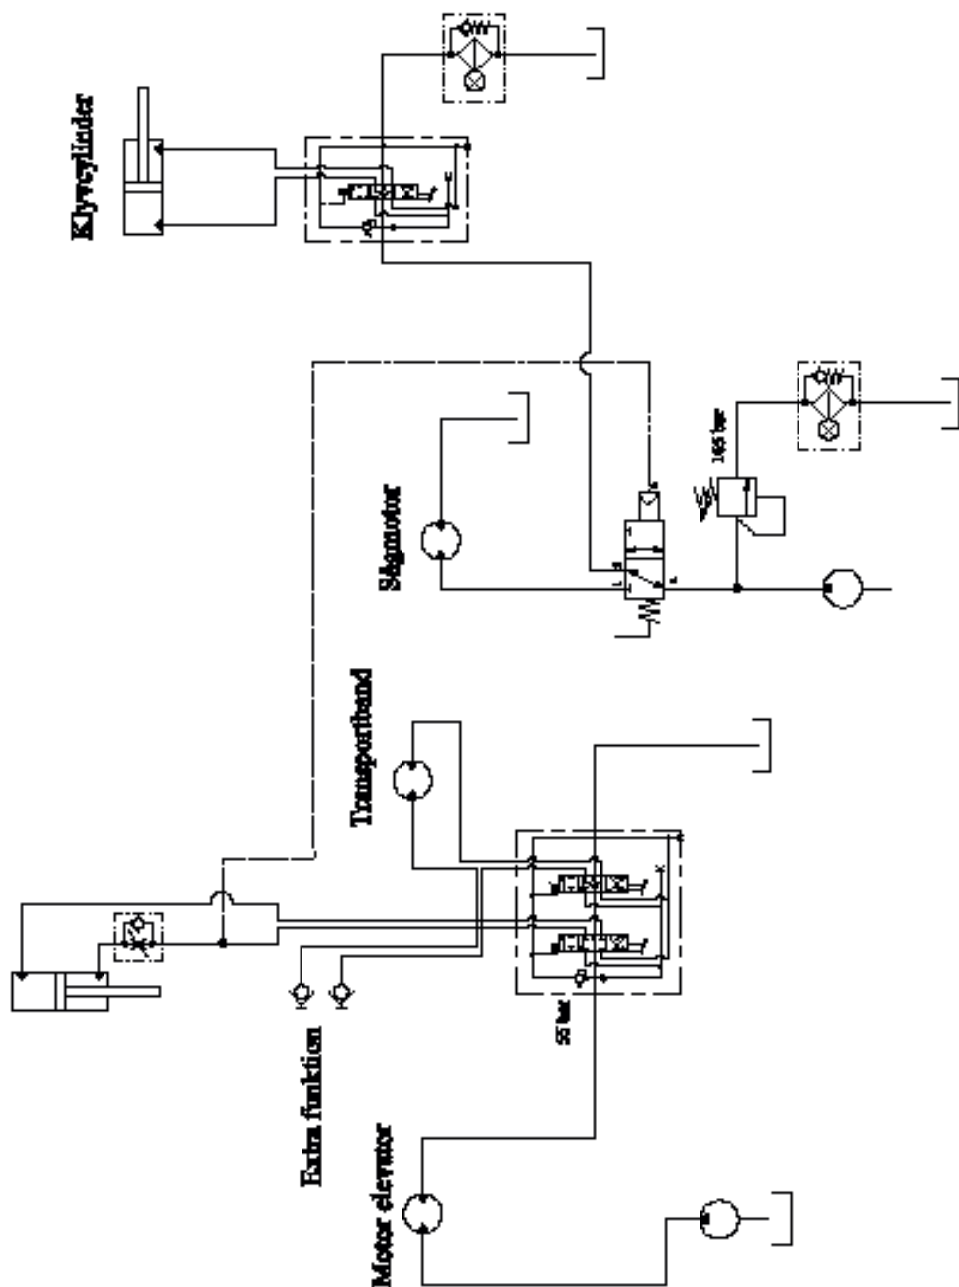 Klyvcylinder
165 bar
Sågmotor
Transportband
55 bar
Extra funktion
Motor elevator